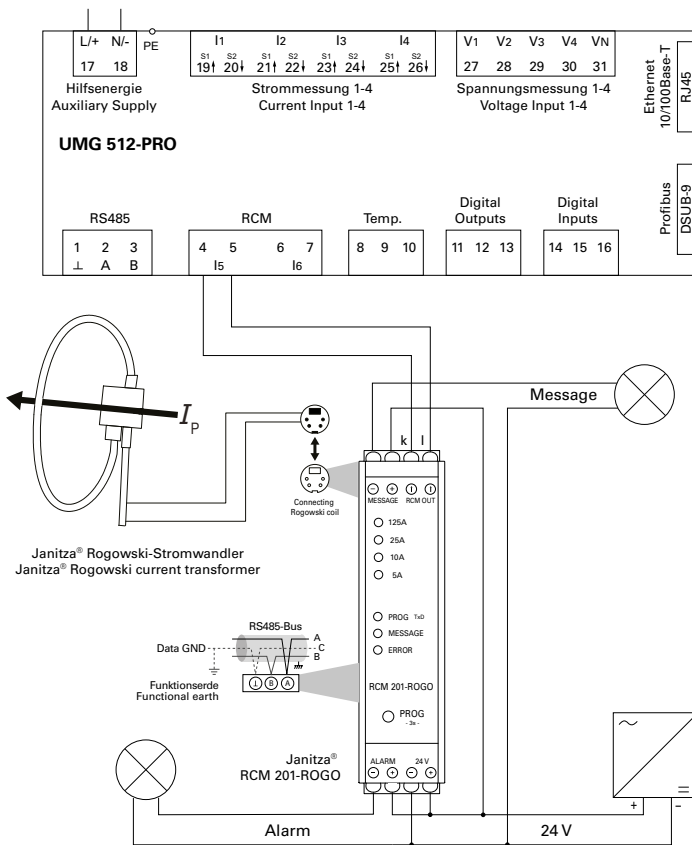 L/+ N/-
PE
17 18
Hilfsenergie
Auxiliary Supply
I1 I2 I3 I4
S1 S2 S1 S2 S1 S2 S1 S2
19↑ 20↓ 21↑ 22↓ 23↑ 24↓ 25↑ 26↓
Strommessung 1-4
Current Input 1-4
V1 V2 V3 V4 VN
27 28 29 30 31
Spannungsmessung 1-4
Voltage Input 1-4
Ethernet
10/100Base-T
RJ45
UMG 512-PRO
Profibus
DSUB-9
RS485
1 2 3
⊥ A B
RCM
4 5 6 7
I5 I6
Temp.
8 9 10
Digital
Outputs
11 12 13
Digital
Inputs
14 15 16
Message
IP
k l
Connecting
Rogowski coil
Janitza® Rogowski-Stromwandler
Janitza® Rogowski current transformer
− + I I
MESSAGE RCM OUT
125A
25A
10A
5A
PROG TxD
MESSAGE
ERROR
RCM 201-ROGO
PROG
- 3s -
RS485-Bus
A
C
B
Data GND
Funktionserde
Functional earth
⊥ B A
Janitza®
RCM 201-ROGO
ALARM 24 V
− + − +
~
=
+ −
Alarm
24 V